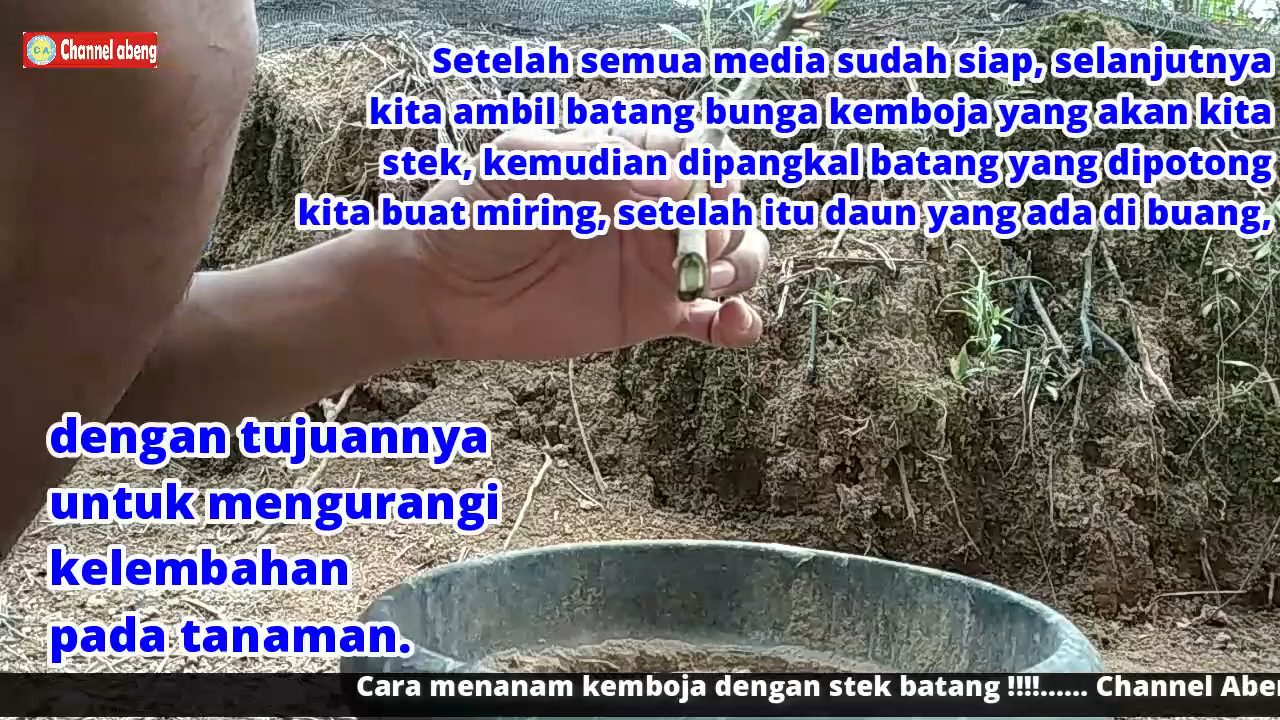 Channel abeng
Setelah semua media sudah siap, selanjutnya
kita ambil batang bunga kemboja yang akan kita
stek, kemudian dipangkal batang yang dipotong
kita buat miring, setelah itu daun yang ada di buang,
dengan tujuannya
untuk mengurangi
kelembahan
pada tanaman.
Cara menanam kemboja dengan stek batang !!!!...... Channel